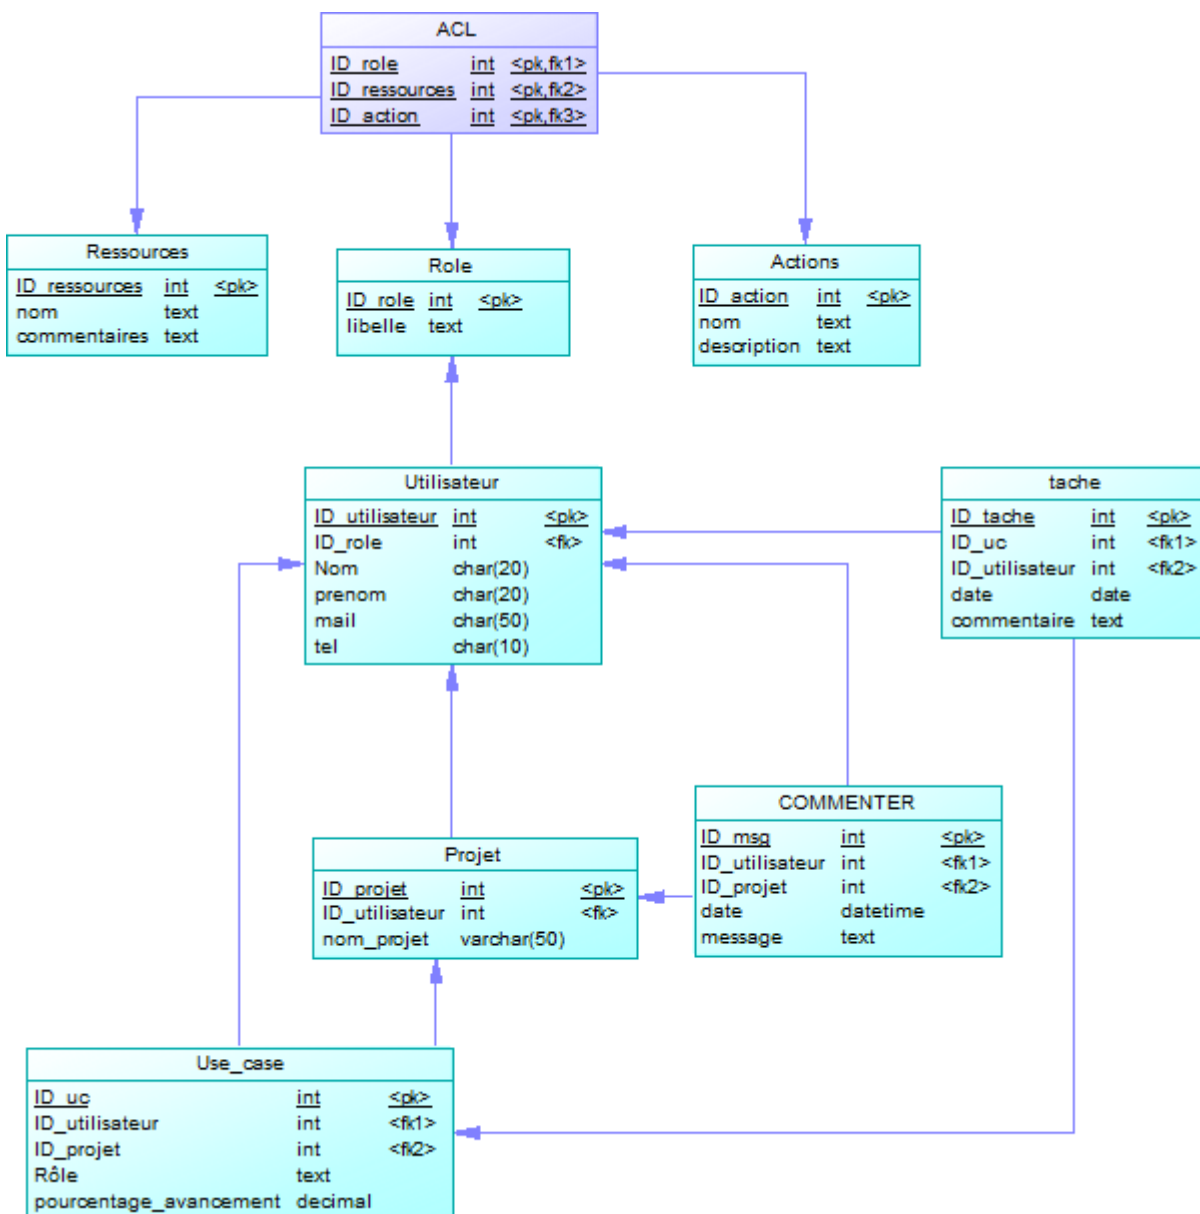 ACL
ID_role int <pk,fk1>
ID_ressources int <pk,fk2>
ID_action int <pk,fk3>
Ressources
ID_ressources int <pk>
nom text
commentaires text
Role
ID_role int <pk>
libelle text
Actions
ID_action int <pk>
nom text
description text
Utilisateur
ID_utilisateur int <pk>
ID_role int <fk>
Nom char(20)
prenom char(20)
mail char(50)
tel char(10)
tache
ID_tache int <pk>
ID_uc int <fk1>
ID_utilisateur int <fk2>
date date
commentaire text
COMMENTER
ID_msg int <pk>
ID_utilisateur int <fk1>
ID_projet int <fk2>
date datetime
message text
Projet
ID_projet int <pk>
ID_utilisateur int <fk>
nom_projet varchar(50)
Use_case
ID_uc int <pk>
ID_utilisateur int <fk1>
ID_projet int <fk2>
Rôle text
pourcentage_avancement decimal